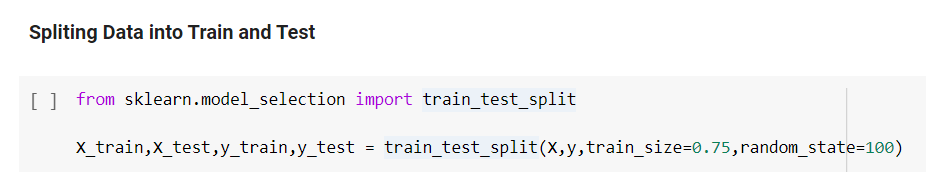 Spliting Data into Train and Test
[ ] from sklearn.model_selection import train_test_split
X_train,X_test,y_train,y_test = train_test_split(X,y,train_size=0.75,random_state=100)